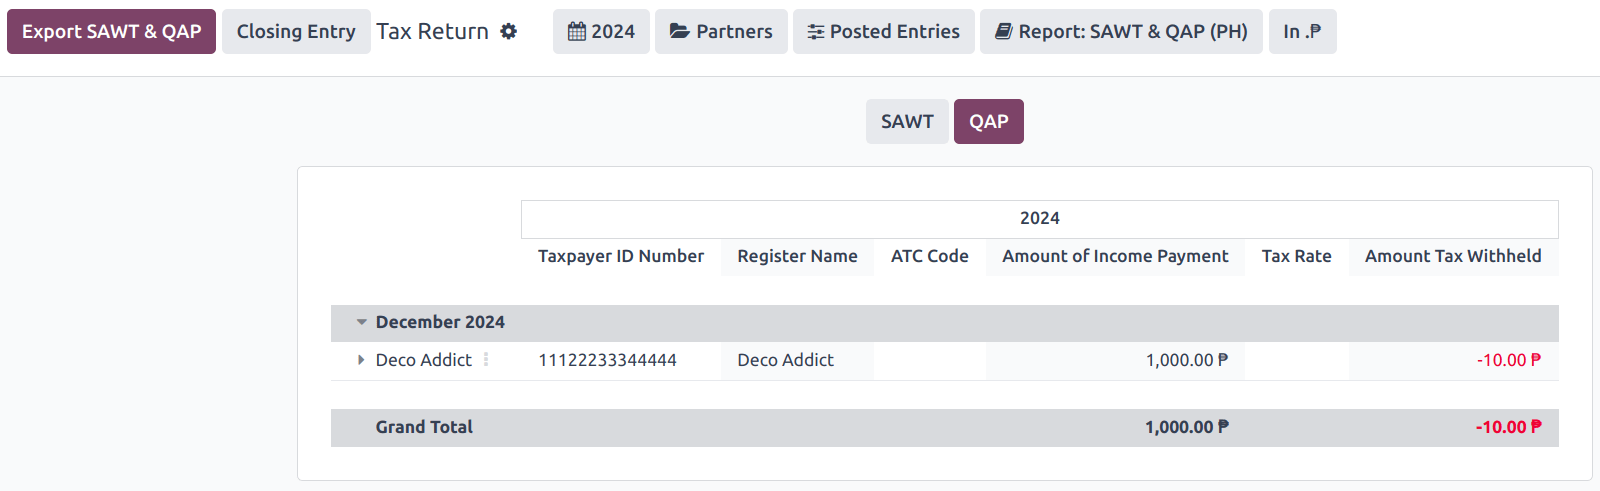 Export SAWT & QAP Closing Entry Tax Return 2024 Partners Posted Entries Report: SAWT & QAP (PH) In .₱
SAWT QAP
2024
Taxpayer ID Number Register Name ATC Code Amount of Income Payment Tax Rate Amount Tax Withheld
December 2024
Deco Addict 11122233344444 Deco Addict 1,000.00 ₱ -10.00 ₱
Grand Total 1,000.00 ₱ -10.00 ₱